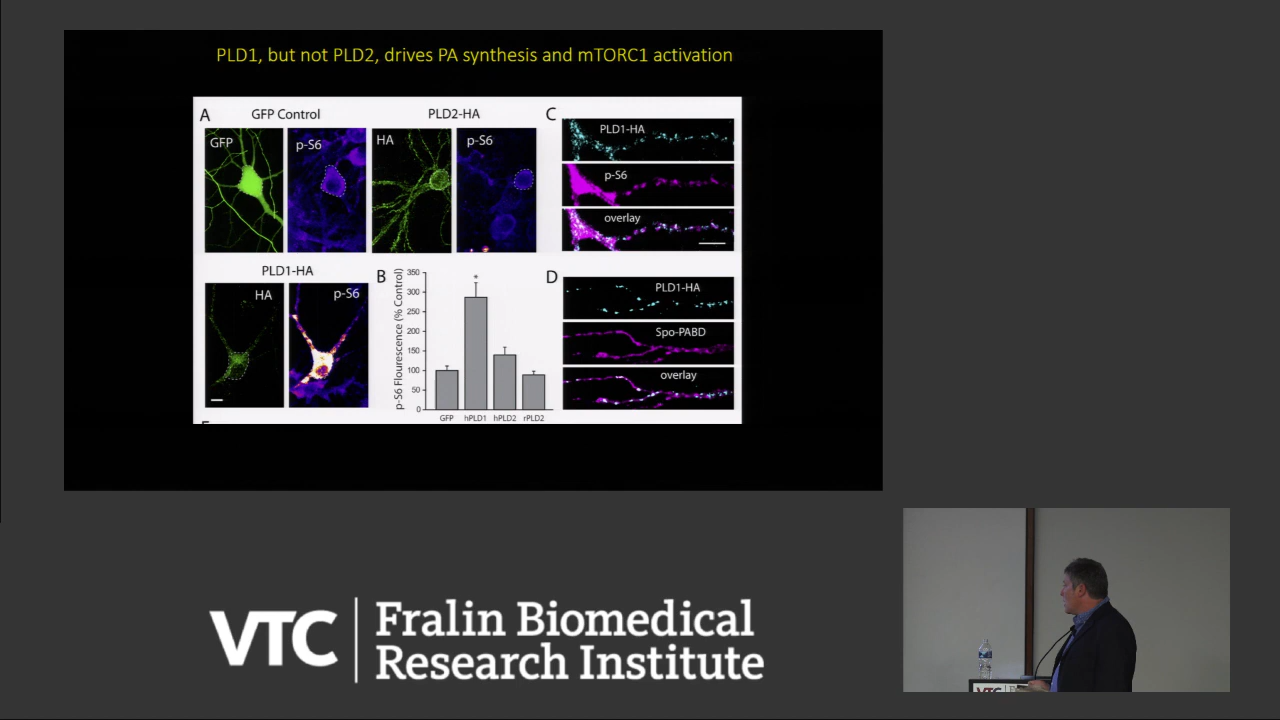 PLD1, but not PLD2, drives PA synthesis and mTORC1 activation
A
GFP Control
PLD2-HA
GFP
p-S6
HA
p-S6
PLD1-HA
HA
p-S6
B
p-S6 Flourescence (% Control)
350
300
250
200
150
100
50
0
*
GFP
hPLD1
hPLD2
rPLD2
C
PLD1-HA
p-S6
overlay
D
PLD1-HA
Spo-PABD
overlay
VTC
Fralin Biomedical
Research Institute
VTC